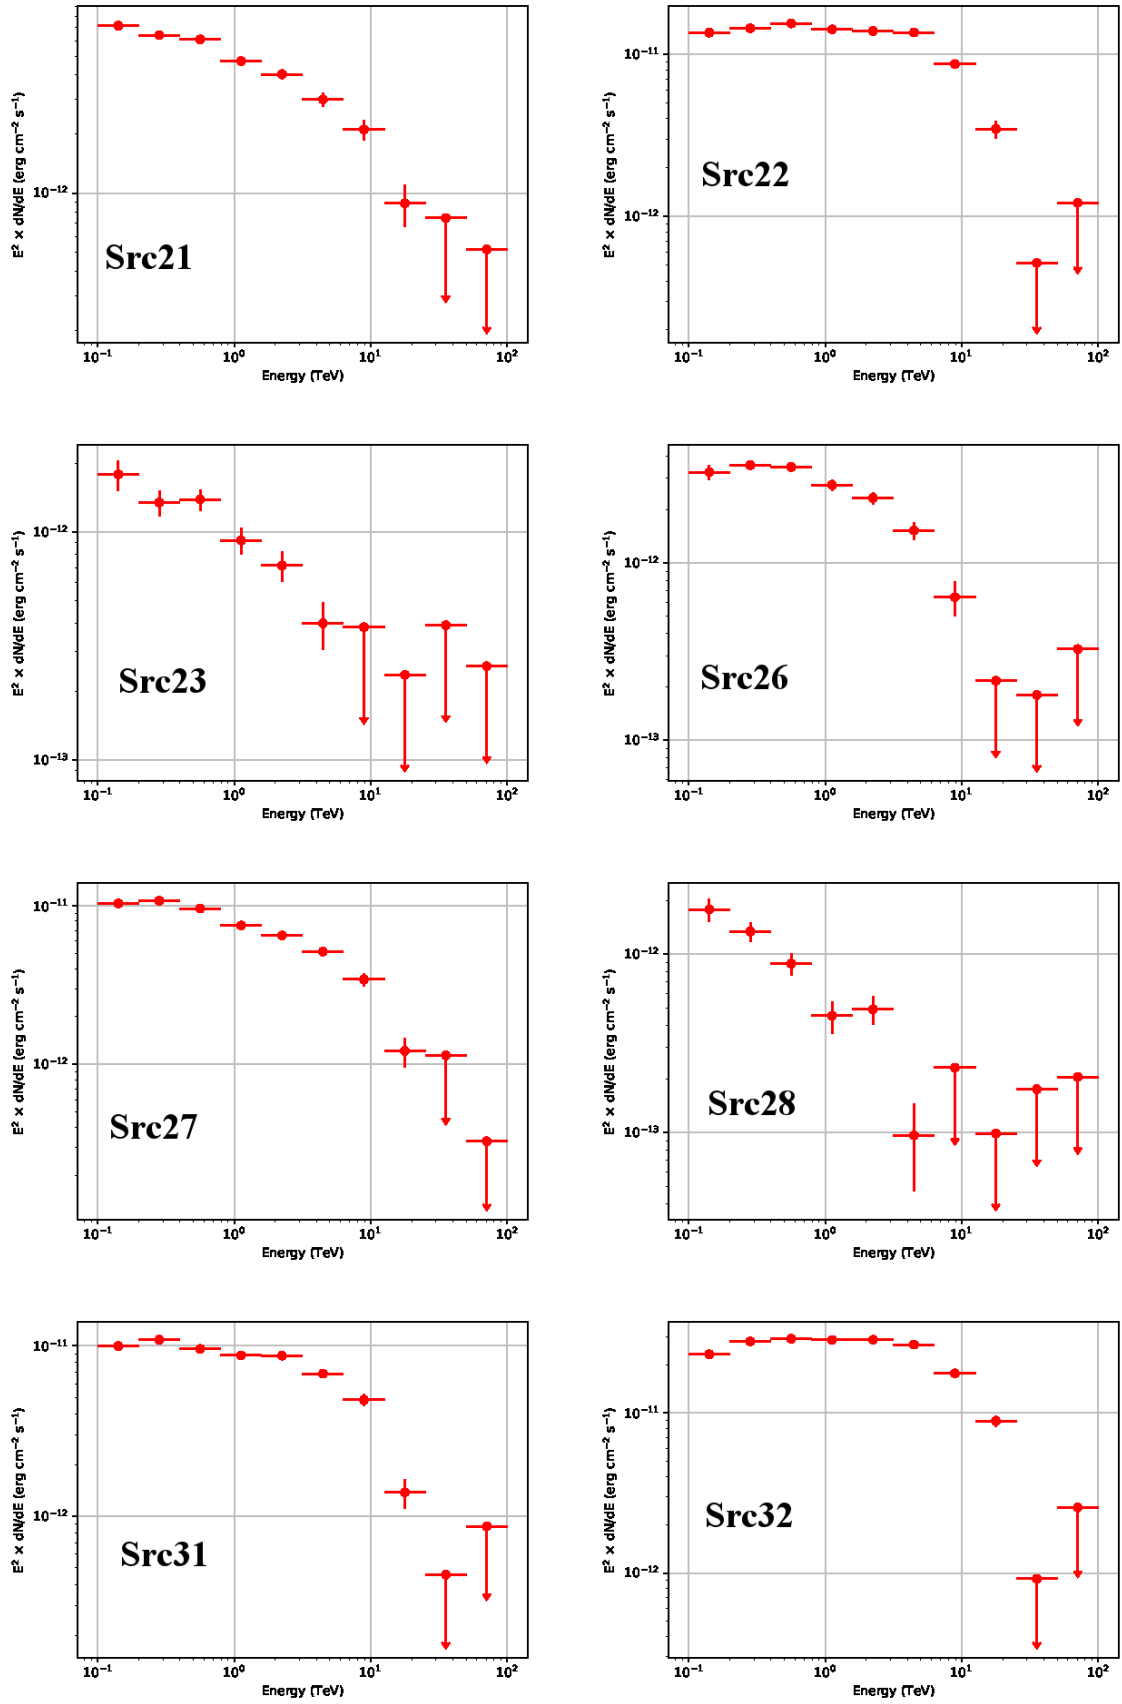 E² × dN/dE (erg cm⁻² s⁻¹)
10⁻¹²
Src21
10⁻¹ 10⁰ 10¹ 10²
Energy (TeV)
E² × dN/dE (erg cm⁻² s⁻¹)
10⁻¹¹
Src22
10⁻¹²
10⁻¹ 10⁰ 10¹ 10²
Energy (TeV)
E² × dN/dE (erg cm⁻² s⁻¹)
10⁻¹²
Src23
10⁻¹³
10⁻¹ 10⁰ 10¹ 10²
Energy (TeV)
E² × dN/dE (erg cm⁻² s⁻¹)
10⁻¹²
Src26
10⁻¹³
10⁻¹ 10⁰ 10¹ 10²
Energy (TeV)
E² × dN/dE (erg cm⁻² s⁻¹)
10⁻¹¹
10⁻¹²
Src27
10⁻¹ 10⁰ 10¹ 10²
Energy (TeV)
E² × dN/dE (erg cm⁻² s⁻¹)
10⁻¹²
Src28
10⁻¹³
10⁻¹ 10⁰ 10¹ 10²
Energy (TeV)
E² × dN/dE (erg cm⁻² s⁻¹)
10⁻¹¹
10⁻¹²
Src31
10⁻¹ 10⁰ 10¹ 10²
Energy (TeV)
E² × dN/dE (erg cm⁻² s⁻¹)
10⁻¹¹
Src32
10⁻¹²
10⁻¹ 10⁰ 10¹ 10²
Energy (TeV)